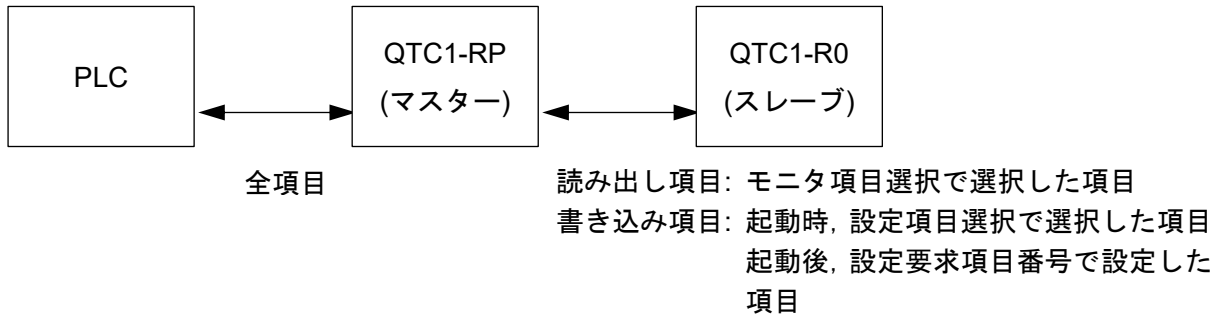 PLC
QTC1-RP
(マスター)
QTC1-R0
(スレーブ)
全項目
読み出し項目: モニタ項目選択で選択した項目
書き込み項目: 起動時, 設定項目選択で選択した項目
起動後, 設定要求項目番号で設定した
項目